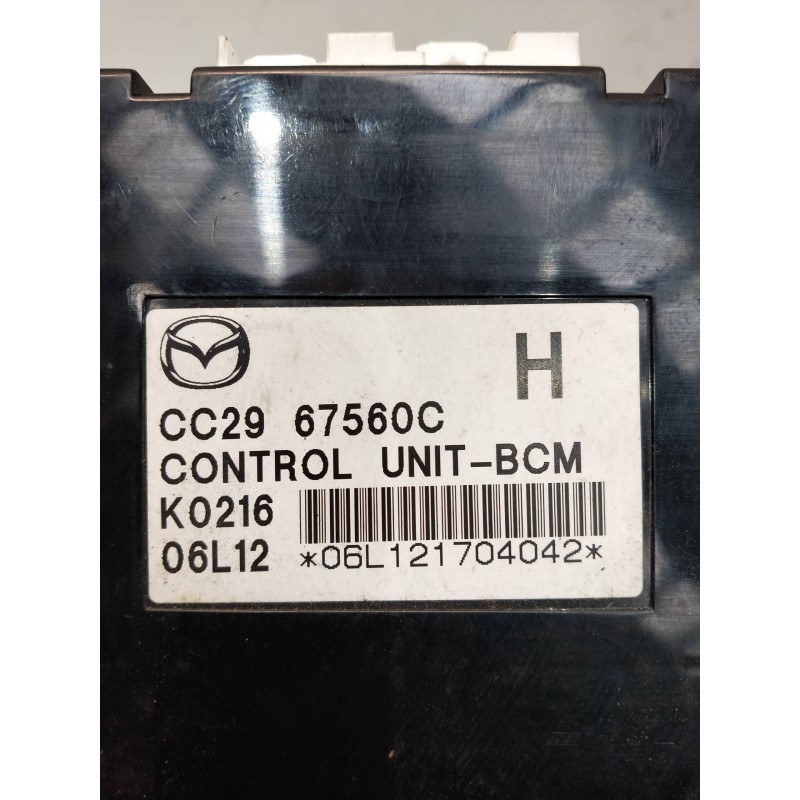 H
CC29 67560C
CONTROL UNIT-BCM
K0216
06L12 *06L121704042*